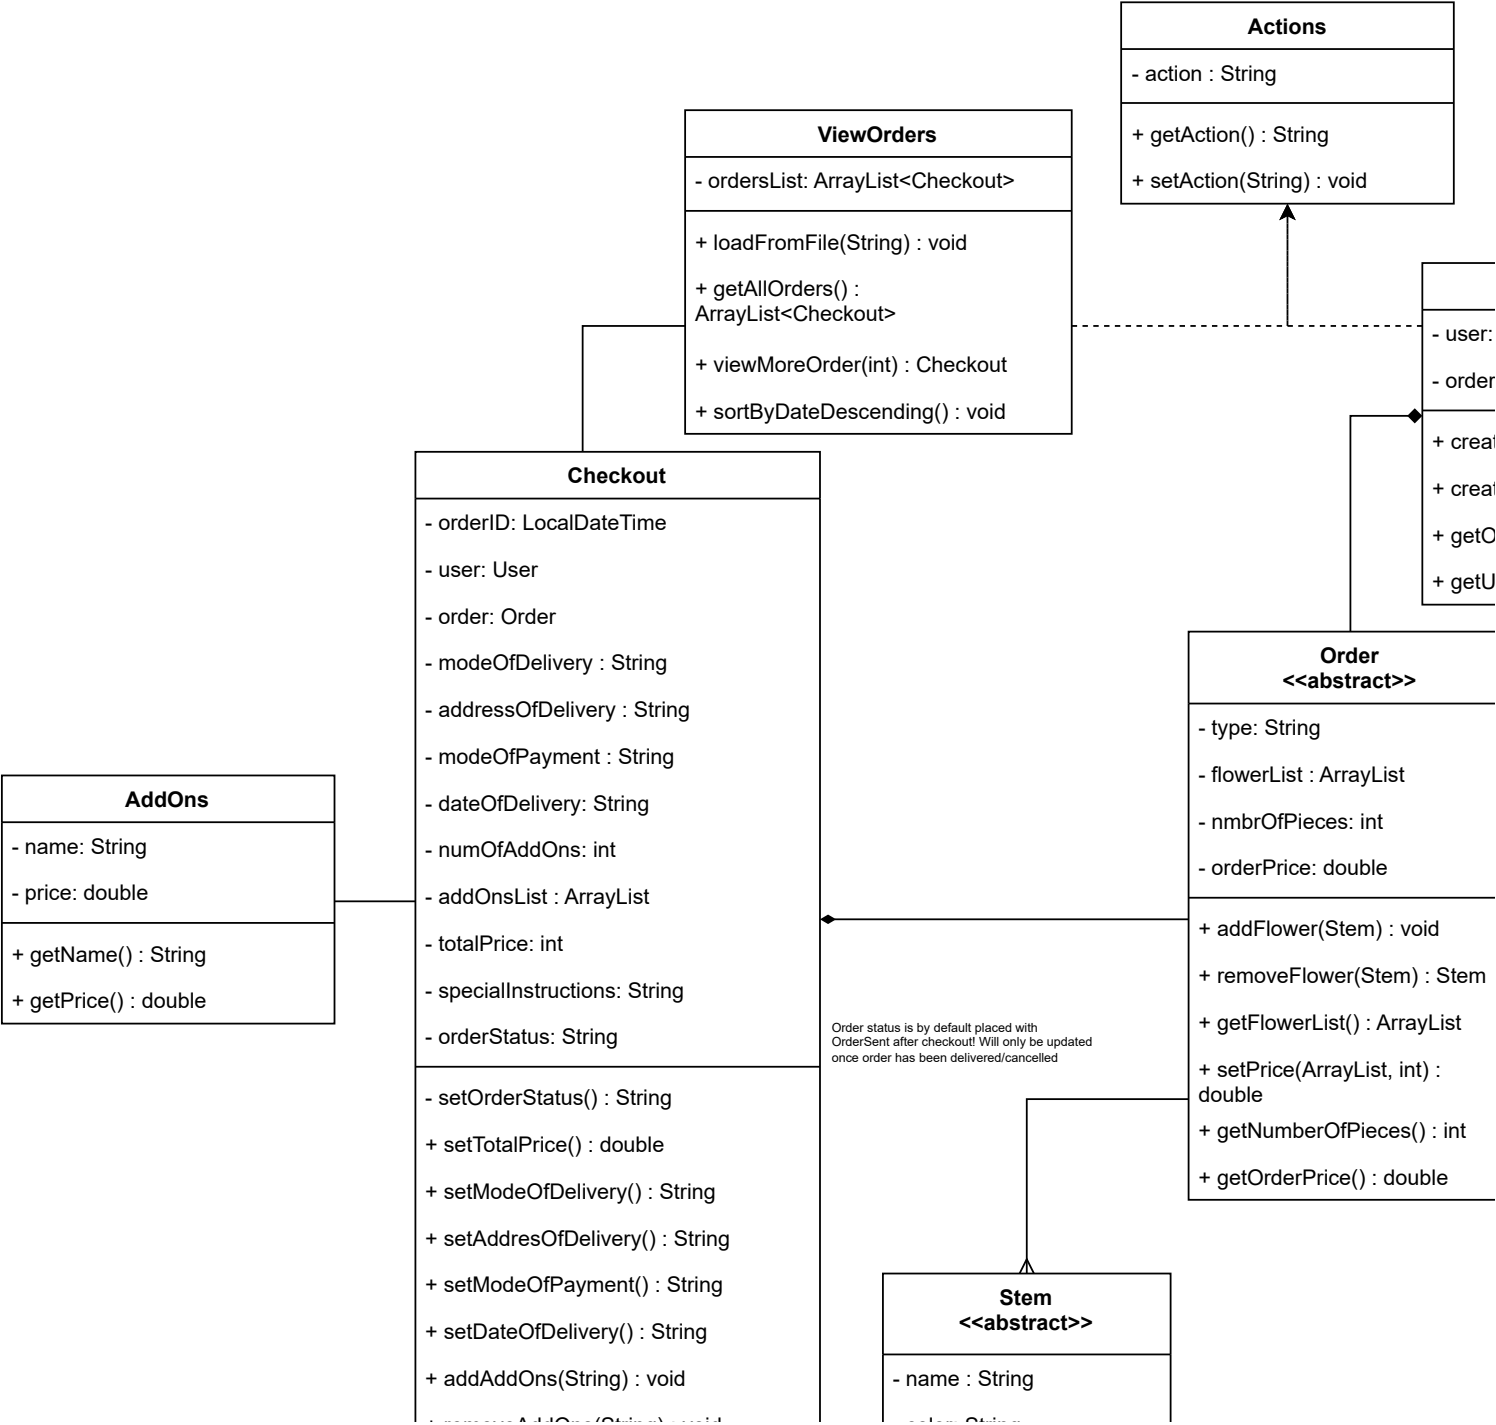 Actions
- action : String
+ getAction() : String
+ setAction(String) : void
ViewOrders
- ordersList: ArrayList<Checkout>
+ loadFromFile(String) : void
+ getAllOrders() :
ArrayList<Checkout>
+ viewMoreOrder(int) : Checkout
+ sortByDateDescending() : void
- user:
- order
+ creat
+ creat
+ getO
+ getU
Checkout
- orderID: LocalDateTime
- user: User
- order: Order
- modeOfDelivery : String
- addressOfDelivery : String
- modeOfPayment : String
- dateOfDelivery: String
- numOfAddOns: int
- addOnsList : ArrayList
- totalPrice: int
- specialInstructions: String
- orderStatus: String
- setOrderStatus() : String
+ setTotalPrice() : double
+ setModeOfDelivery() : String
+ setAddresOfDelivery() : String
+ setModeOfPayment() : String
+ setDateOfDelivery() : String
+ addAddOns(String) : void
+ removeAddOns(String) : void
AddOns
- name: String
- price: double
+ getName() : String
+ getPrice() : double
Order status is by default placed with
OrderSent after checkout! Will only be updated
once order has been delivered/cancelled
Order
<<abstract>>
- type: String
- flowerList : ArrayList
- nmbrOfPieces: int
- orderPrice: double
+ addFlower(Stem) : void
+ removeFlower(Stem) : Stem
+ getFlowerList() : ArrayList
+ setPrice(ArrayList, int) :
double
+ getNumberOfPieces() : int
+ getOrderPrice() : double
Stem
<<abstract>>
- name : String
- color: String